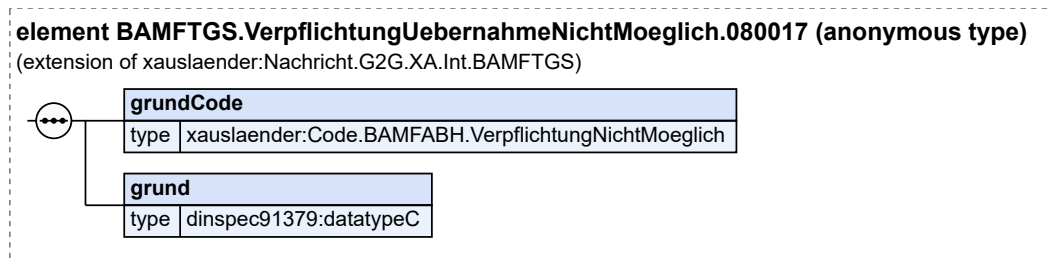 element BAMFTGS.VerpflichtungUebernahmeNichtMoeglich.080017 (anonymous type)
(extension of xauslaender:Nachricht.G2G.XA.Int.BAMFTGS)
grundCode
type xauslaender:Code.BAMFABH.VerpflichtungNichtMoeglich
grund
type dinspec91379:datatypeC